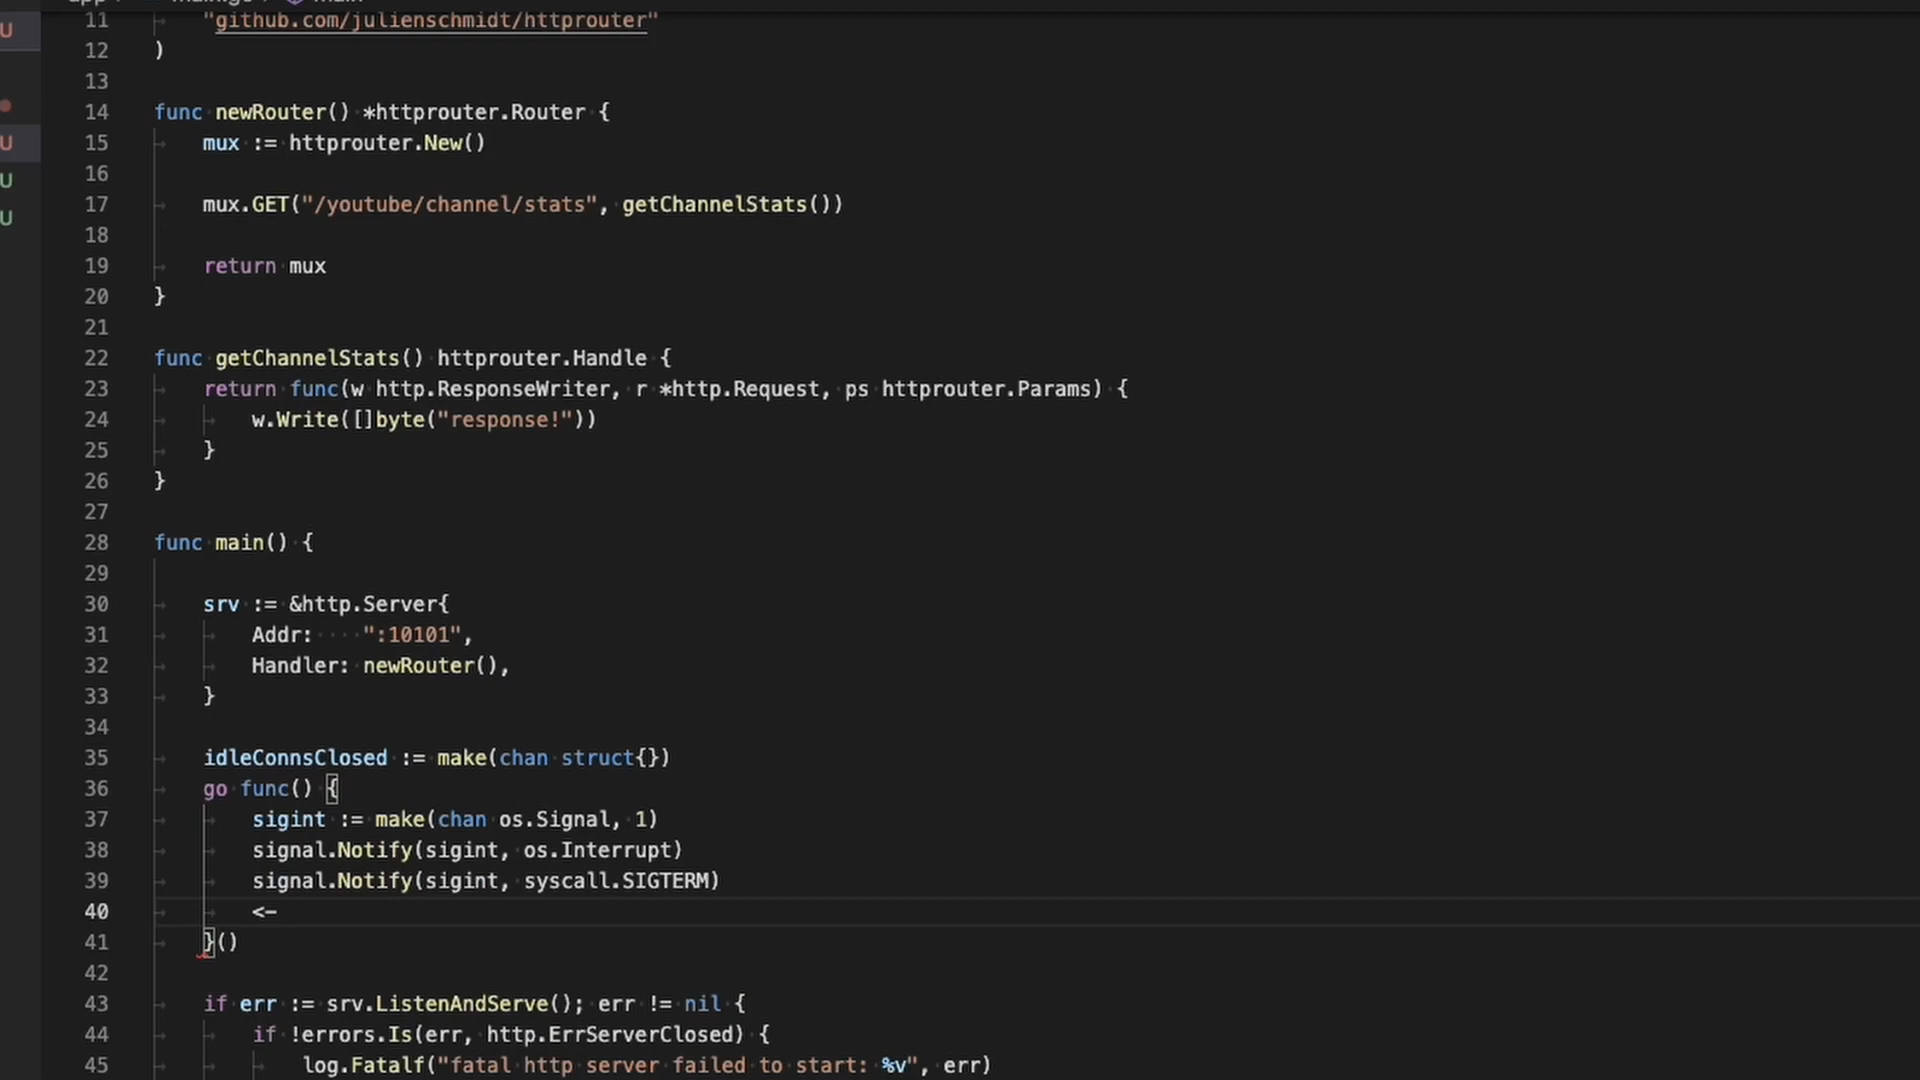 11 "github.com/julienschmidt/httprouter"
12 )
13
14 func newRouter() *httprouter.Router {
15 mux := httprouter.New()
16
17 mux.GET("/youtube/channel/stats", getChannelStats())
18
19 return mux
20 }
21
22 func getChannelStats() httprouter.Handle {
23 return func(w http.ResponseWriter, r *http.Request, ps httprouter.Params) {
24 w.Write([]byte("response!"))
25 }
26 }
27
28 func main() {
29
30 srv := &http.Server{
31 Addr: ":10101",
32 Handler: newRouter(),
33 }
34
35 idleConnsClosed := make(chan struct{})
36 go func() {
37 sigint := make(chan os.Signal, 1)
38 signal.Notify(sigint, os.Interrupt)
39 signal.Notify(sigint, syscall.SIGTERM)
40 <-
41 }()
42
43 if err := srv.ListenAndServe(); err != nil {
44 if !errors.Is(err, http.ErrServerClosed) {
45 log.Fatalf("fatal http server failed to start: %v", err)
U
U
U
U